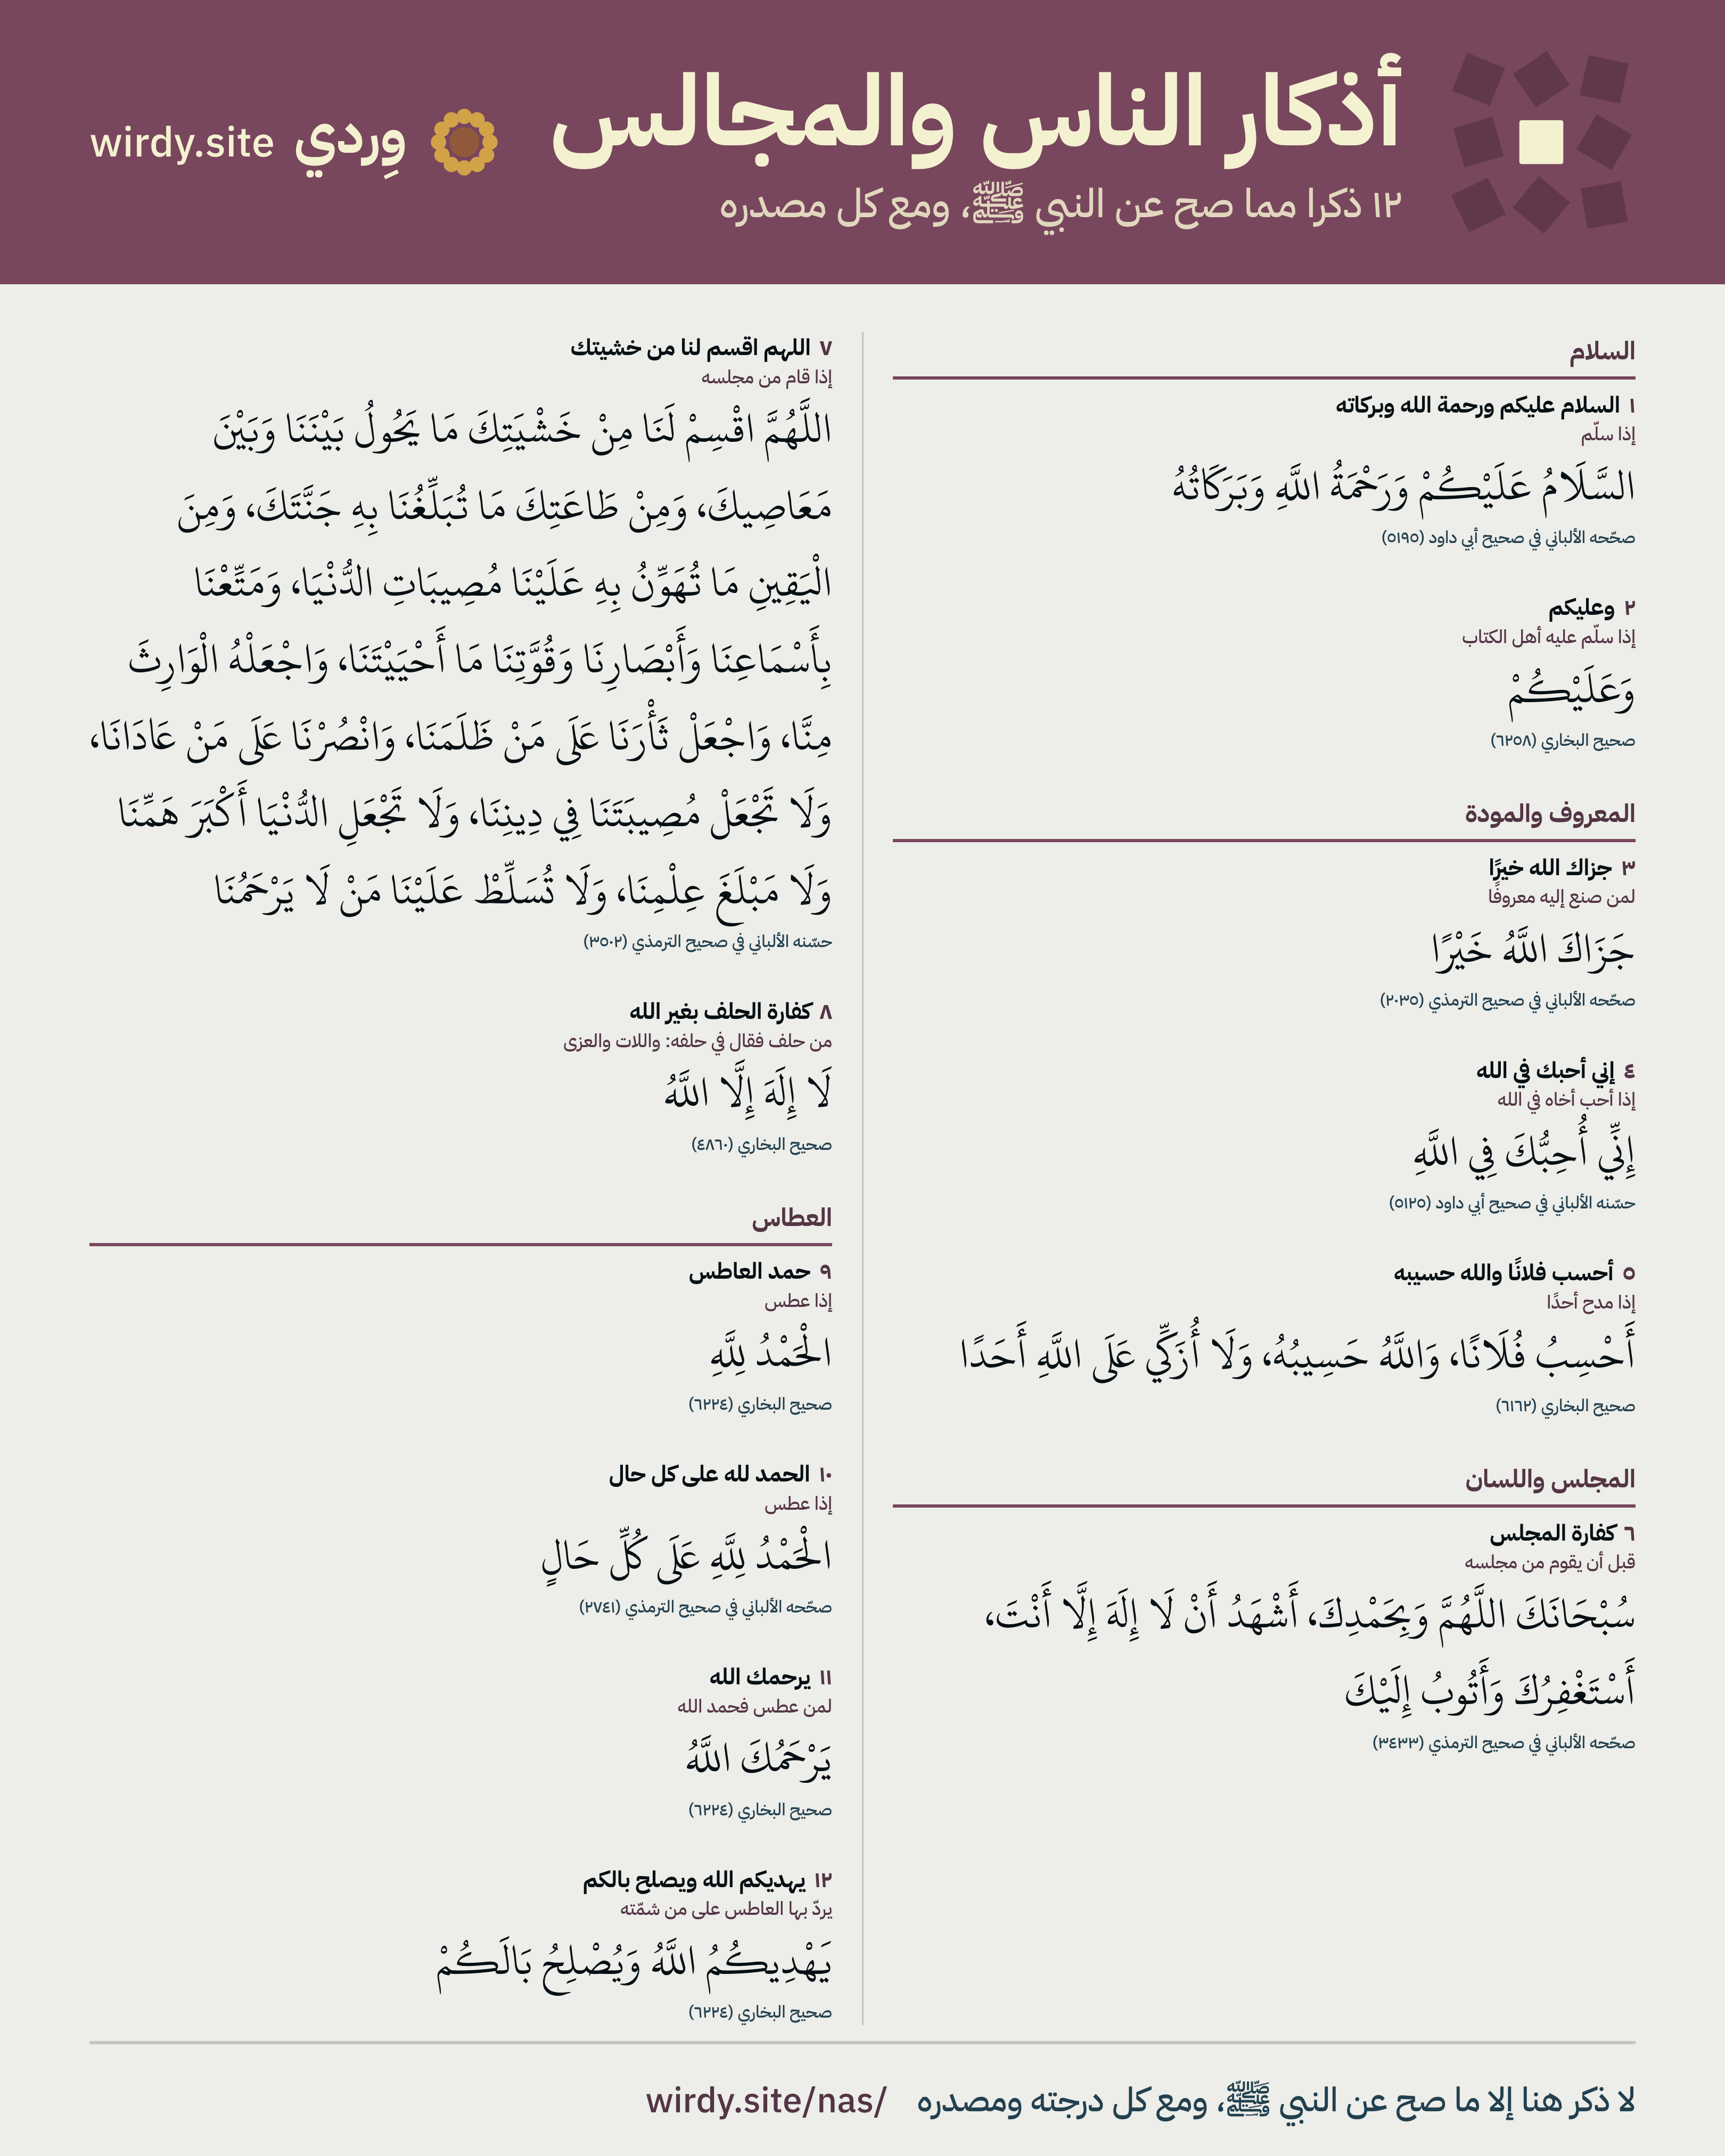 أذكار الناس والمجالس
١٢ ذكرا مما صح عن النبي ﷺ، ومع كل مصدره
وِردي wirdy.site
السلام
١ السلام عليكم ورحمة الله وبركاته
إذا سلّم
السَّلَامُ عَلَيْكُمْ وَرَحْمَةُ اللَّهِ وَبَرَكَاتُهُ
صحّحه الألباني في صحيح أبي داود (٥١٩٥)
٢ وعليكم
إذا سلّم عليه أهل الكتاب
وَعَلَيْكُمْ
صحيح البخاري (٦٢٥٨)
المعروف والمودة
٣ جزاك الله خيرًا
لمن صنع إليه معروفًا
جَزَاكَ اللَّهُ خَيْرًا
صحّحه الألباني في صحيح الترمذي (٢٠٣٥)
٤ إني أحبك في الله
إذا أحب أخاه في الله
إِنِّي أُحِبُّكَ فِي اللَّهِ
حسّنه الألباني في صحيح أبي داود (٥١٢٥)
٥ أحسب فلانًا والله حسيبه
إذا مدح أحدًا
أَحْسِبُ فُلَانًا، وَاللَّهُ حَسِيبُهُ، وَلَا أُزَكِّي عَلَى اللَّهِ أَحَدًا
صحيح البخاري (٦١٦٢)
المجلس واللسان
٦ كفارة المجلس
قبل أن يقوم من مجلسه
سُبْحَانَكَ اللَّهُمَّ وَبِحَمْدِكَ، أَشْهَدُ أَنْ لَا إِلَهَ إِلَّا أَنْتَ،
أَسْتَغْفِرُكَ وَأَتُوبُ إِلَيْكَ
صحّحه الألباني في صحيح الترمذي (٣٤٣٣)
٧ اللهم اقسم لنا من خشيتك
إذا قام من مجلسه
اللَّهُمَّ اقْسِمْ لَنَا مِنْ خَشْيَتِكَ مَا يَحُولُ بَيْنَنَا وَبَيْنَ
مَعَاصِيكَ، وَمِنْ طَاعَتِكَ مَا تُبَلِّغُنَا بِهِ جَنَّتَكَ، وَمِنَ
الْيَقِينِ مَا تُهَوِّنُ بِهِ عَلَيْنَا مُصِيبَاتِ الدُّنْيَا، وَمَتِّعْنَا
بِأَسْمَاعِنَا وَأَبْصَارِنَا وَقُوَّتِنَا مَا أَحْيَيْتَنَا، وَاجْعَلْهُ الْوَارِثَ
مِنَّا، وَاجْعَلْ ثَأْرَنَا عَلَى مَنْ ظَلَمَنَا، وَانْصُرْنَا عَلَى مَنْ عَادَانَا،
وَلَا تَجْعَلْ مُصِيبَتَنَا فِي دِينِنَا، وَلَا تَجْعَلِ الدُّنْيَا أَكْبَرَ هَمِّنَا
وَلَا مَبْلَغَ عِلْمِنَا، وَلَا تُسَلِّطْ عَلَيْنَا مَنْ لَا يَرْحَمُنَا
حسّنه الألباني في صحيح الترمذي (٣٥٠٢)
٨ كفارة الحلف بغير الله
من حلف فقال في حلفه: واللات والعزى
لَا إِلَهَ إِلَّا اللَّهُ
صحيح البخاري (٤٨٦٠)
العطاس
٩ حمد العاطس
إذا عطس
الْحَمْدُ لِلَّهِ
صحيح البخاري (٦٢٢٤)
١٠ الحمد لله على كل حال
إذا عطس
الْحَمْدُ لِلَّهِ عَلَى كُلِّ حَالٍ
صحّحه الألباني في صحيح الترمذي (٢٧٤١)
١١ يرحمك الله
لمن عطس فحمد الله
يَرْحَمُكَ اللَّهُ
صحيح البخاري (٦٢٢٤)
١٢ يهديكم الله ويصلح بالكم
يردّ بها العاطس على من شمّته
يَهْدِيكُمُ اللَّهُ وَيُصْلِحُ بَالَكُمْ
صحيح البخاري (٦٢٢٤)
لا ذكر هنا إلا ما صح عن النبي ﷺ، ومع كل درجته ومصدره wirdy.site/nas/